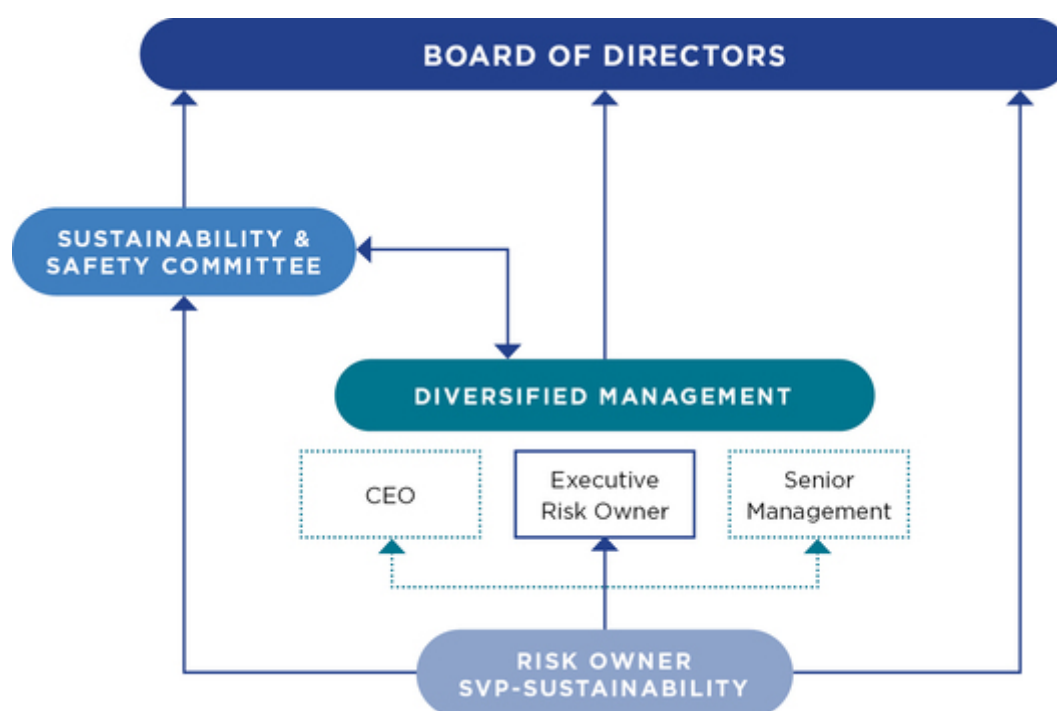 BOARD OF DIRECTORS
SUSTAINABILITY &
SAFETY COMMITTEE
DIVERSIFIED MANAGEMENT
CEO
Executive
Risk Owner
Senior
Management
RISK OWNER
SVP-SUSTAINABILITY